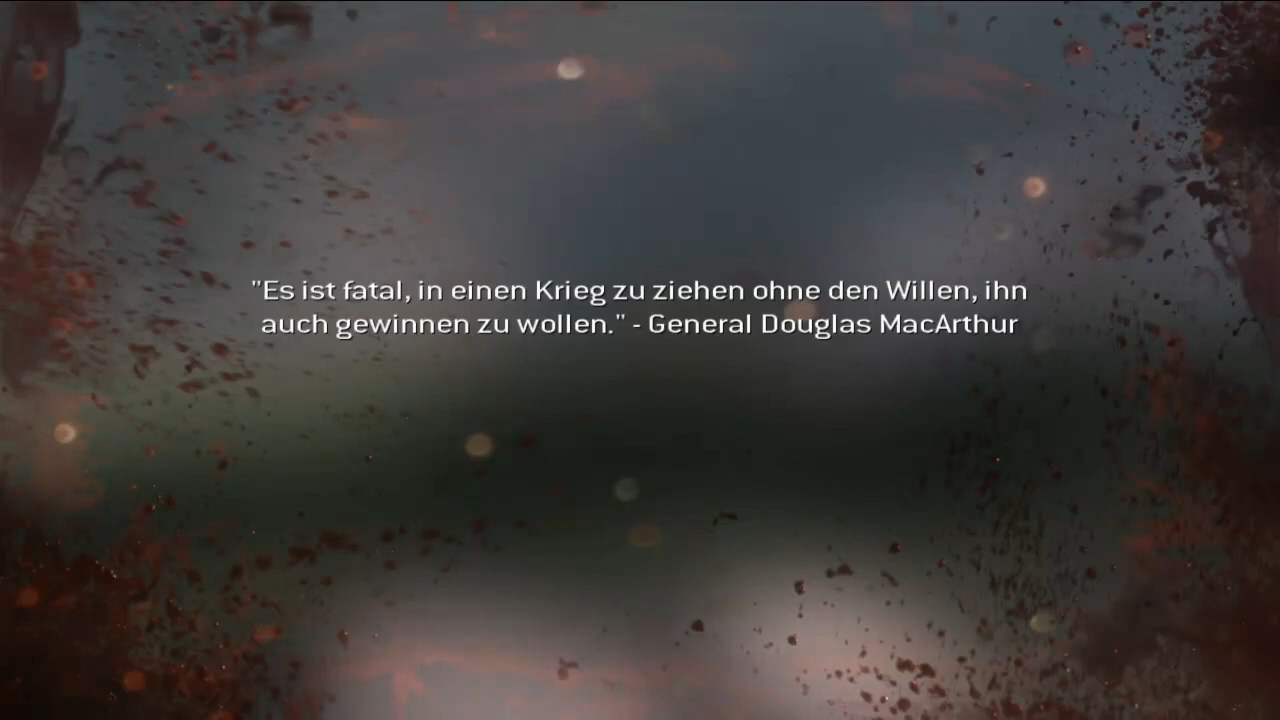 "Es ist fatal, in einen Krieg zu ziehen ohne den Willen, ihn
auch gewinnen zu wollen." - General Douglas MacArthur